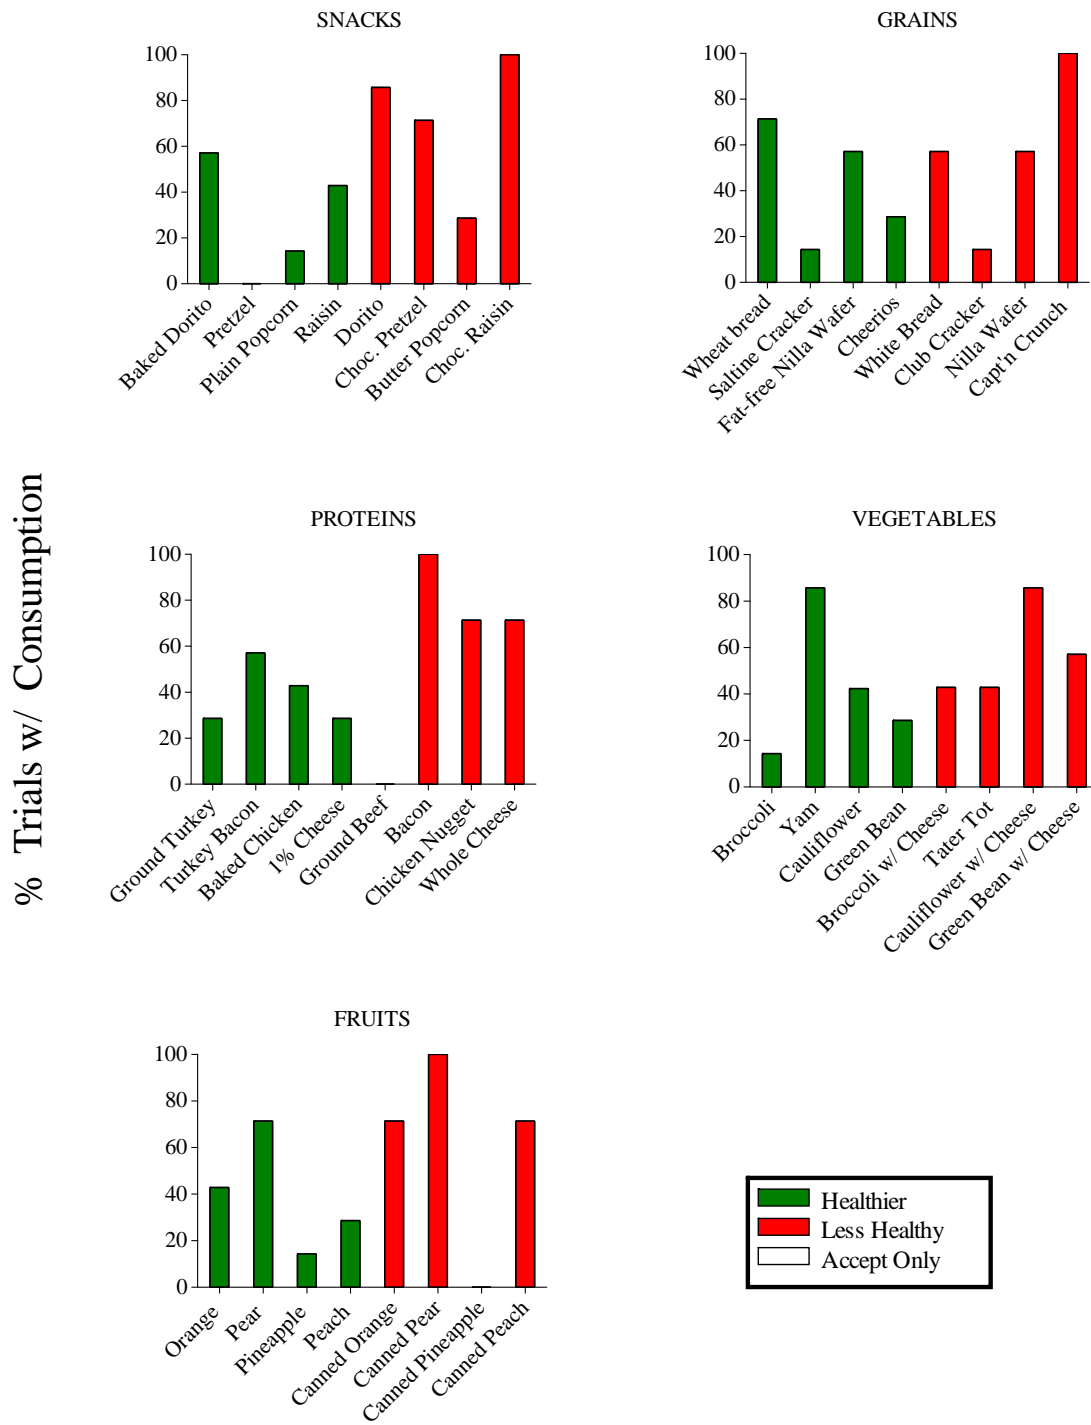 SNACKS
100
80
60
40
20
0
Baked Dorito
Pretzel
Plain Popcorn
Raisin
Dorito
Choc. Pretzel
Butter Popcorn
Choc. Raisin
GRAINS
100
80
60
40
20
0
Wheat bread
Saltine Cracker
Fat-free Nilla Wafer
Cheerios
White Bread
Club Cracker
Nilla Wafer
Capt'n Crunch
% Trials w/ Consumption
PROTEINS
100
80
60
40
20
0
Ground Turkey
Turkey Bacon
Baked Chicken
1% Cheese
Ground Beef
Bacon
Chicken Nugget
Whole Cheese
VEGETABLES
100
80
60
40
20
0
Broccoli
Yam
Cauliflower
Green Bean
Broccoli w/ Cheese
Tater Tot
Cauliflower w/ Cheese
Green Bean w/ Cheese
FRUITS
100
80
60
40
20
0
Orange
Pear
Pineapple
Peach
Canned Orange
Canned Pear
Canned Pineapple
Canned Peach
Healthier
Less Healthy
Accept Only